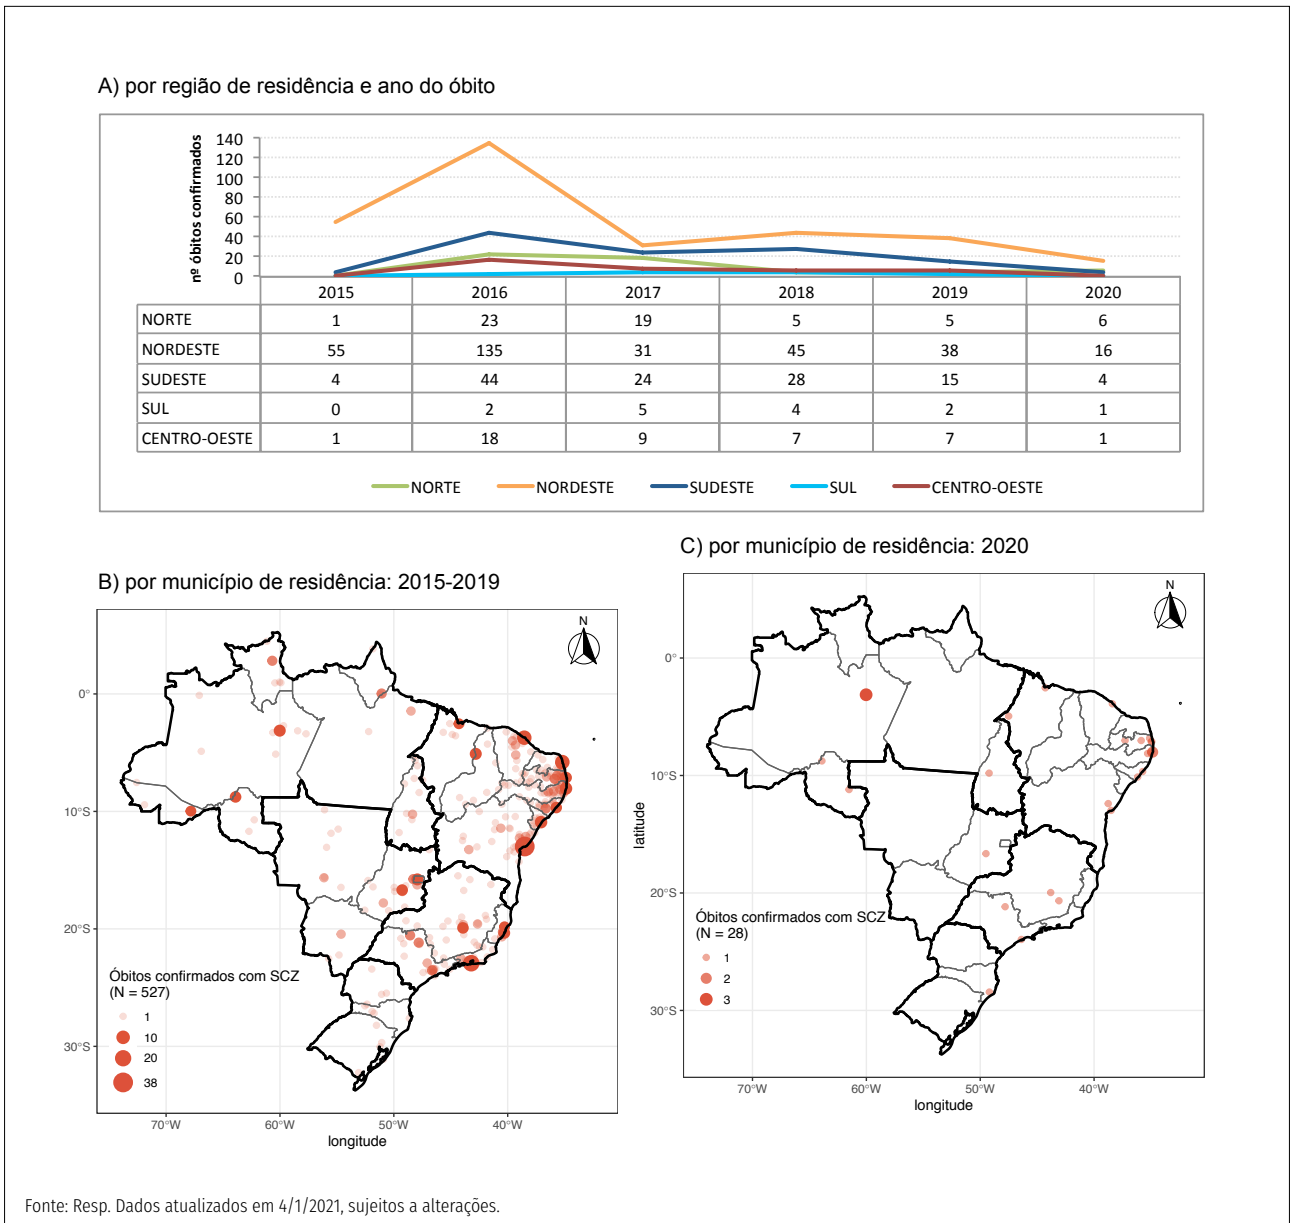 A) por região de residência e ano do óbito
nº óbitos confirmados
140
120
100
80
60
40
20
0
2015 2016 2017 2018 2019 2020
NORTE 1 23 19 5 5 6
NORDESTE 55 135 31 45 38 16
SUDESTE 4 44 24 28 15 4
SUL 0 2 5 4 2 1
CENTRO-OESTE 1 18 9 7 7 1
NORTE NORDESTE SUDESTE SUL CENTRO-OESTE
B) por município de residência: 2015-2019
N
0°
10°S
20°S
30°S
Óbitos confirmados com SCZ
(N = 527)
1
10
20
38
70°W 60°W 50°W 40°W
longitude
C) por município de residência: 2020
N
latitude
0°
10°S
20°S
30°S
Óbitos confirmados com SCZ
(N = 28)
1
2
3
70°W 60°W 50°W 40°W
longitude
Fonte: Resp. Dados atualizados em 4/1/2021, sujeitos a alterações.